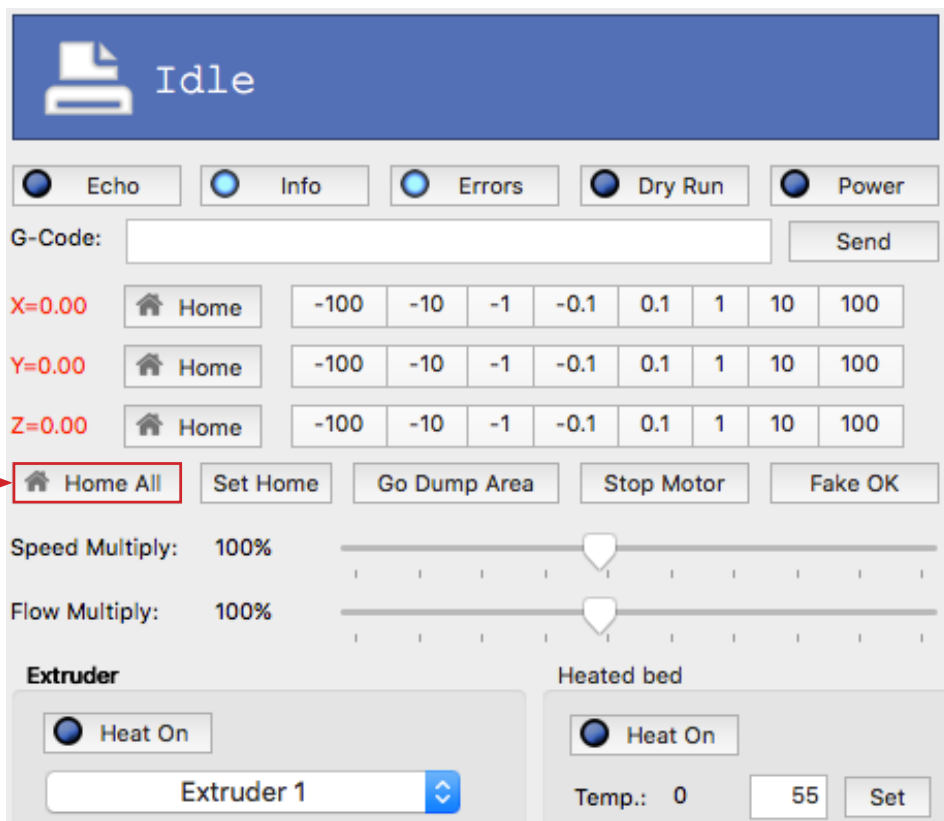 Idle
Echo Info Errors Dry Run Power
G-Code: Send
X=0.00 Home -100 -10 -1 -0.1 0.1 1 10 100
Y=0.00 Home -100 -10 -1 -0.1 0.1 1 10 100
Z=0.00 Home -100 -10 -1 -0.1 0.1 1 10 100
Home All Set Home Go Dump Area Stop Motor Fake OK
Speed Multiply: 100%
Flow Multiply: 100%
Extruder Heated bed
Heat On Heat On
Extruder 1 Temp.: 0 55 Set